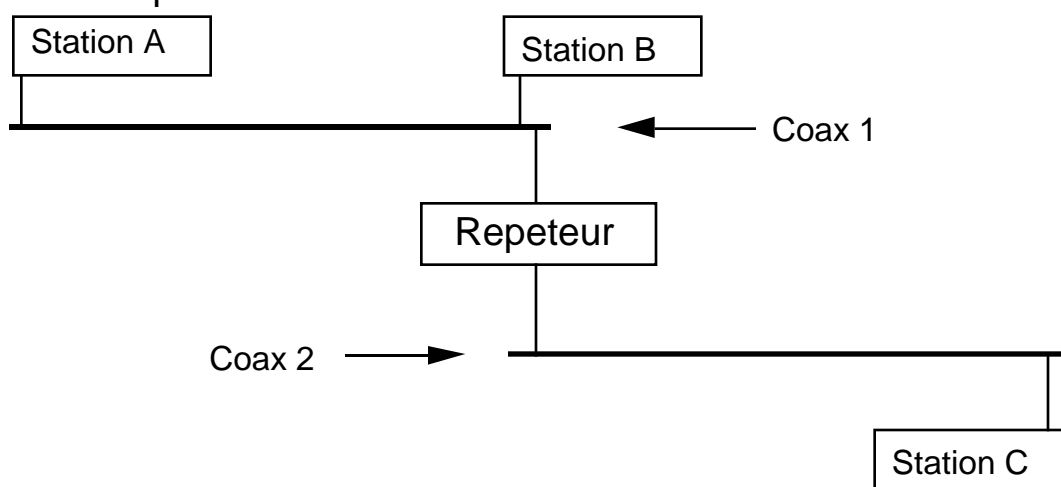 Station A
Station B
Coax 1
Repeteur
Coax 2
Station C